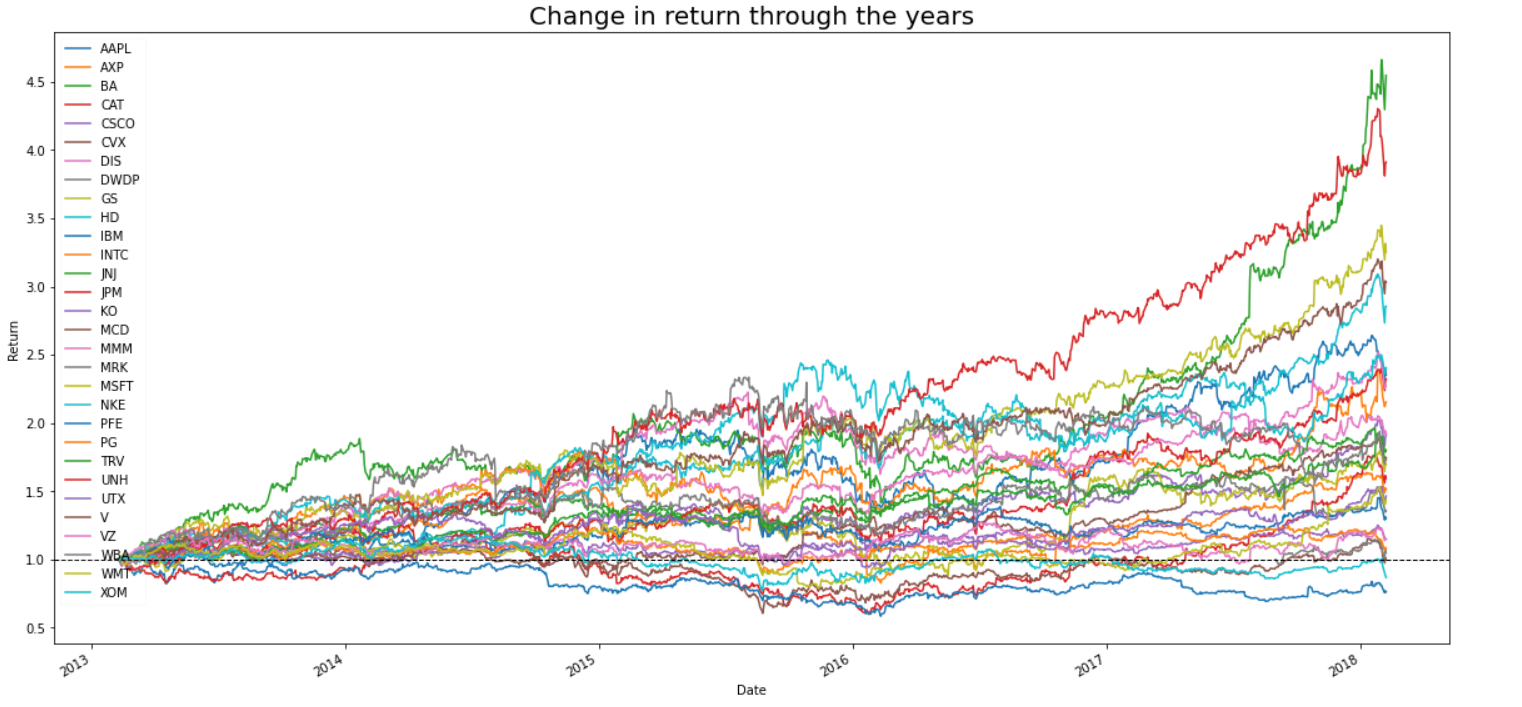 Change in return through the years
AAPL
AXP
BA
CAT
CSCO
CVX
DIS
DWDP
GS
HD
IBM
INTC
JNJ
JPM
KO
MCD
MMM
MRK
MSFT
NKE
PFE
PG
TRV
UNH
UTX
V
VZ
WBA
WMT
XOM
4.5
4.0
3.5
3.0
2.5
2.0
1.5
1.0
0.5
Return
2013
2014
2015
2016
2017
2018
Date